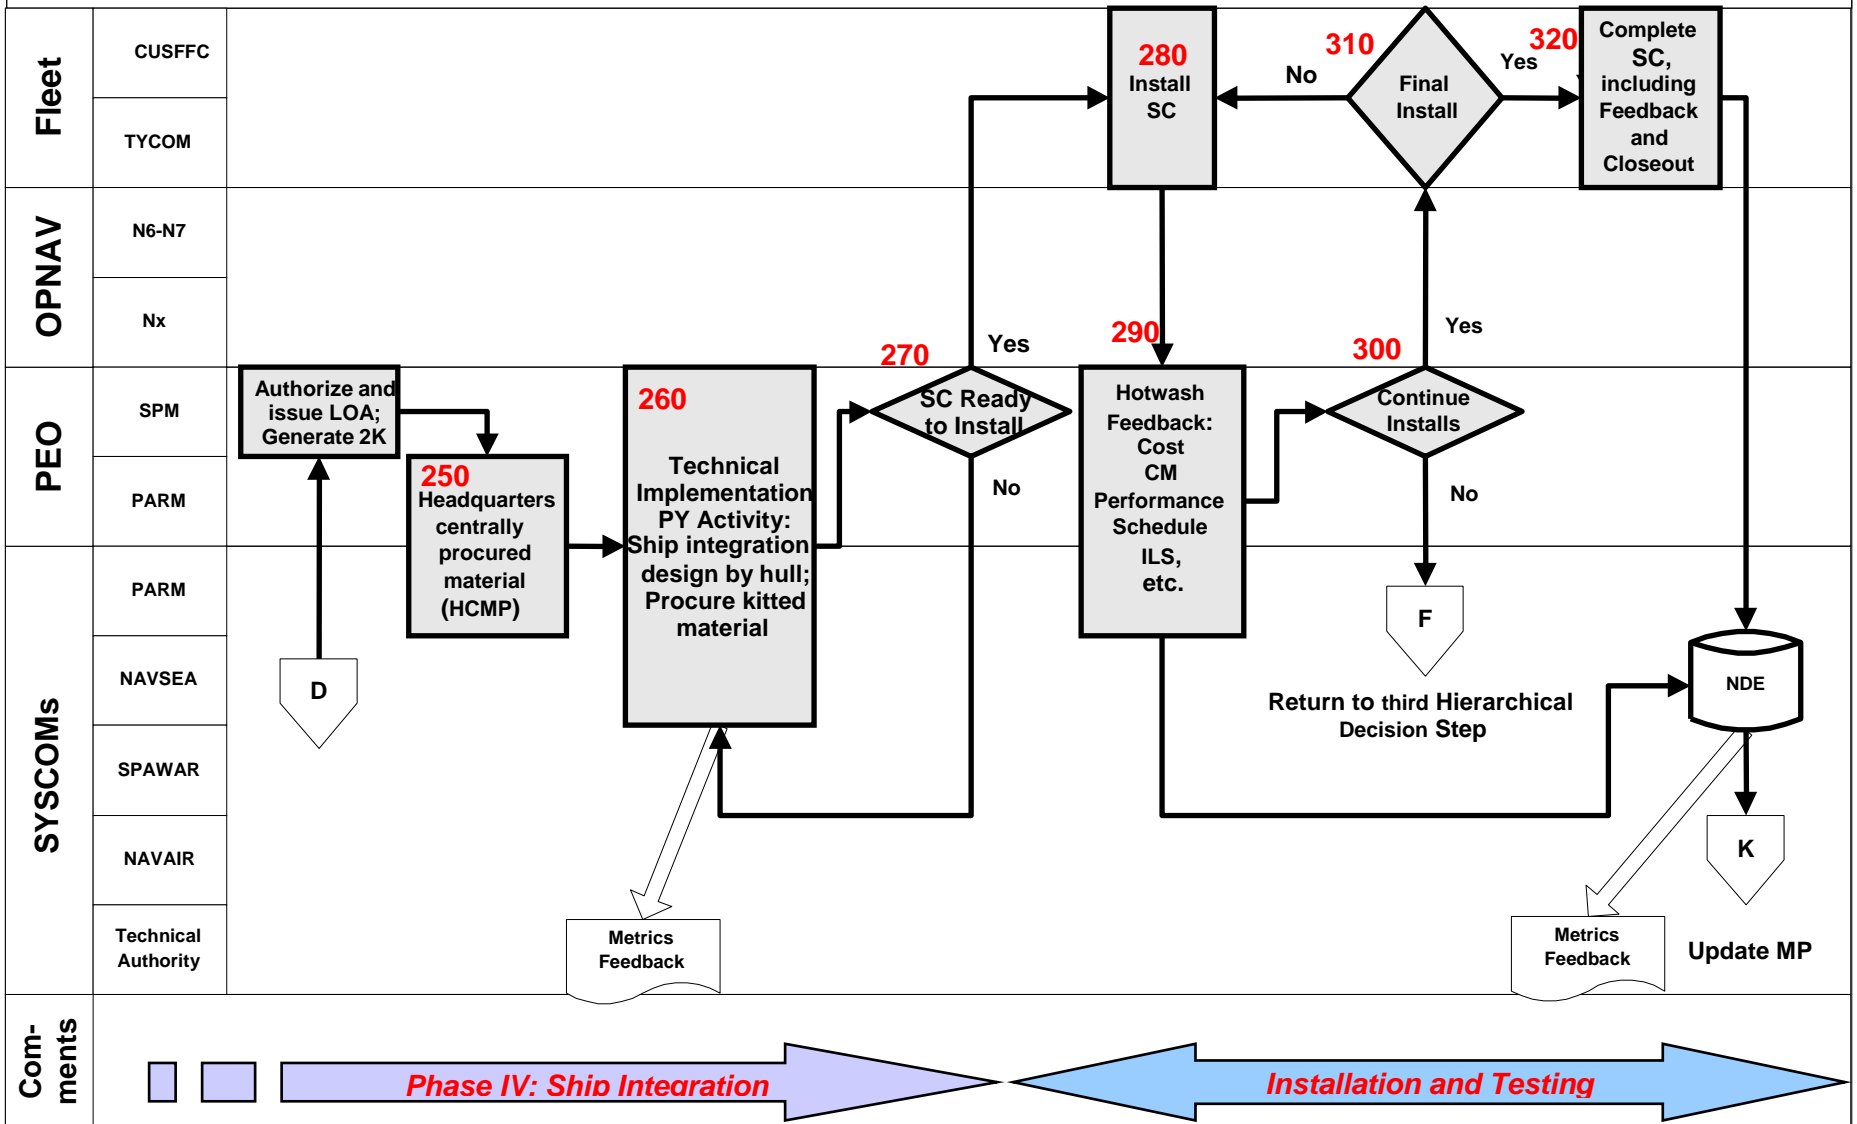 Fleet
CUSFFC
TYCOM
280
Install
SC
No
310
Final
Install
Yes
320
Complete
SC,
including
Feedback
and
Closeout
OPNAV
N6-N7
Nx
Yes
290
300
Yes
270
PEO
SPM
PARM
Authorize and
issue LOA;
Generate 2K
250
Headquarters
centrally
procured
material
(HCMP)
260
Technical
Implementation
PY Activity:
Ship integration
design by hull;
Procure kitted
material
SC Ready
to Install
No
Hotwash
Feedback:
Cost
CM
Performance
Schedule
ILS,
etc.
Continue
Installs
No
SYSCOMs
PARM
NAVSEA
SPAWAR
NAVAIR
Technical
Authority
D
F
Return to third Hierarchical
Decision Step
NDE
K
Metrics
Feedback
Metrics
Feedback
Update MP
Com-
ments
Phase IV: Ship Integration
Installation and Testing